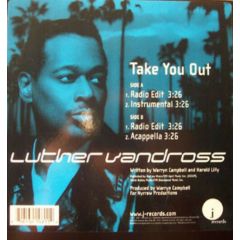 Take You Out
SIDE A
1. Radio Edit 3:26
2. Instrumental 3:26
SIDE B
1. Radio Edit 3:26
2. Acappella 3:26
Luther Vandross
Written by Warryn Campbell and Harold Lilly
Produced by Warryn Campbell
for Nyrraw Productions
www.j-records.com
j
records